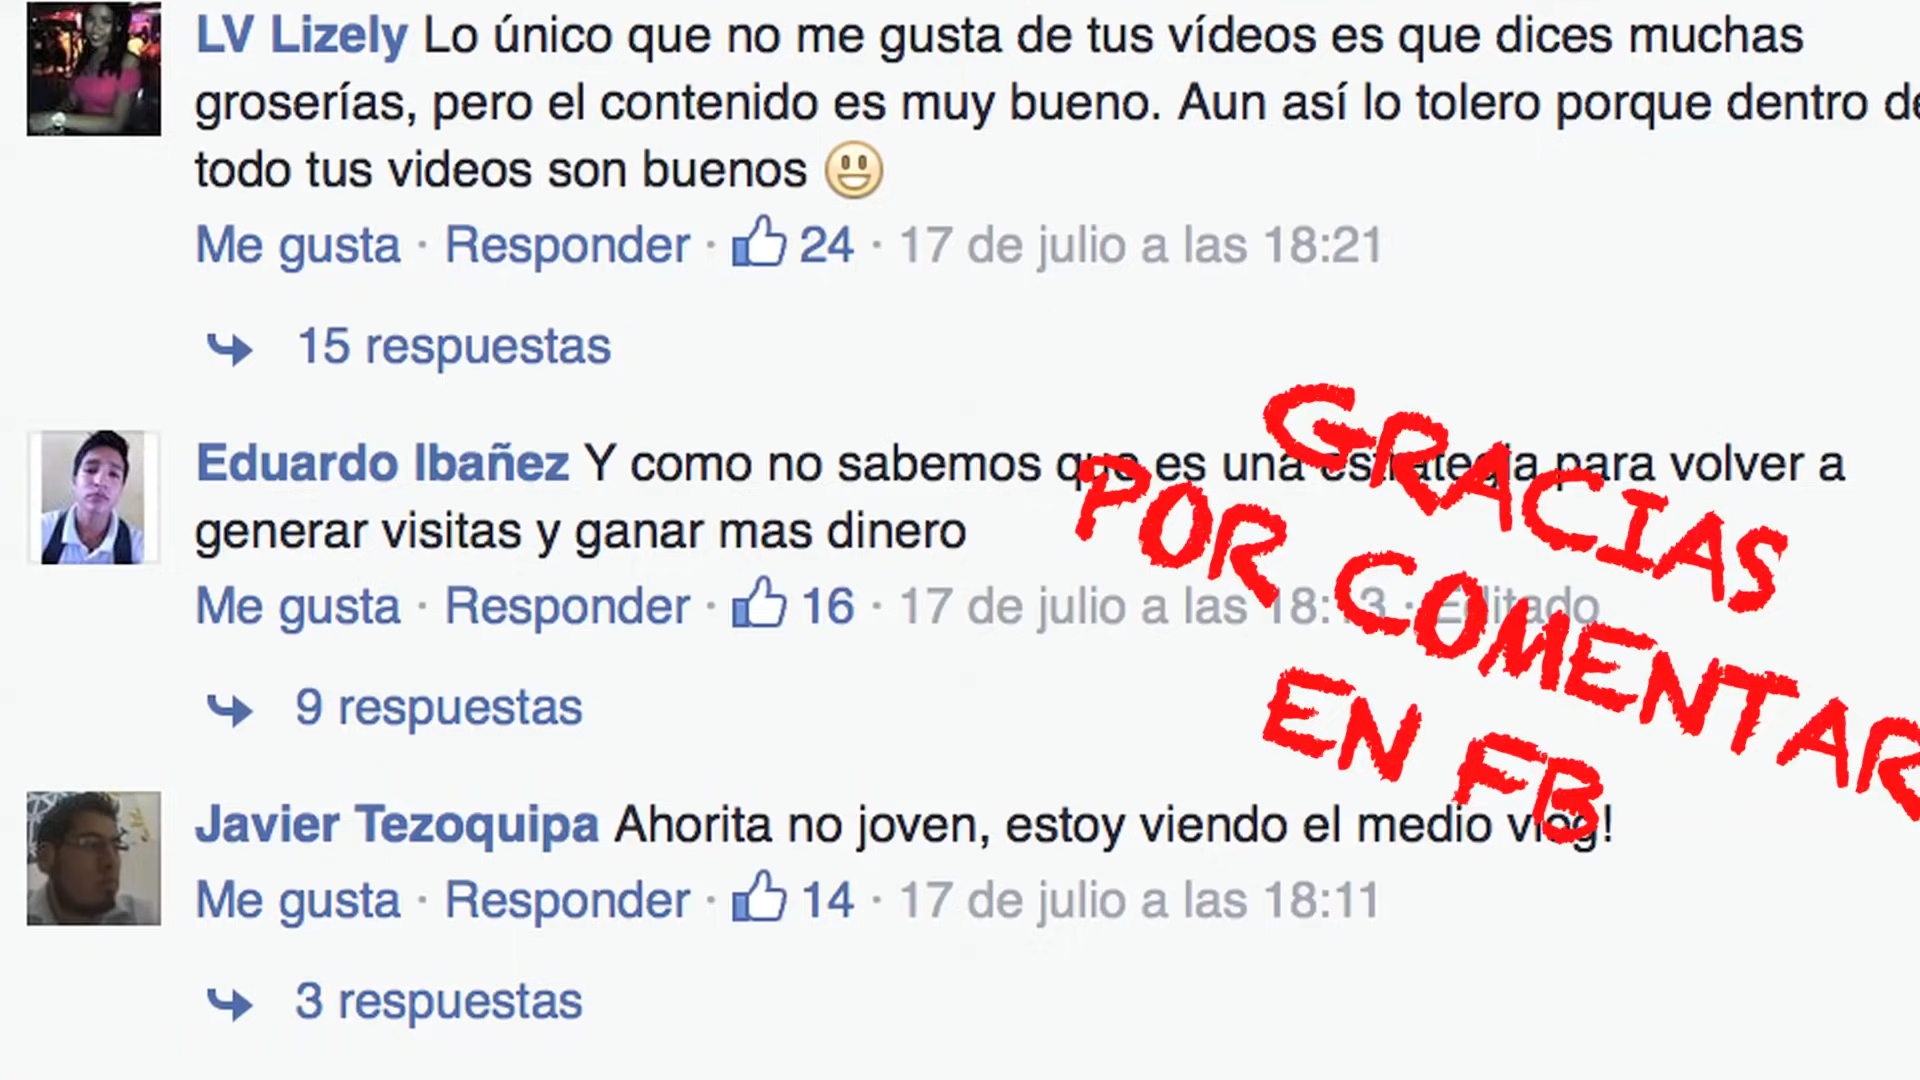 LV Lizely Lo único que no me gusta de tus vídeos es que dices muchas
groserías, pero el contenido es muy bueno. Aun así lo tolero porque dentro de
todo tus videos son buenos
Me gusta · Responder · 24 · 17 de julio a las 18:21
15 respuestas
Eduardo Ibañez Y como no sabemos que es una estrategia para volver a
generar visitas y ganar mas dinero
Me gusta · Responder · 16 · 17 de julio a las · Editado
9 respuestas
Javier Tezoquipa Ahorita no joven, estoy viendo el medio vlog!
Me gusta · Responder · 14 · 17 de julio a las 18:11
3 respuestas
GRACIAS
POR COMENTAR
EN FB